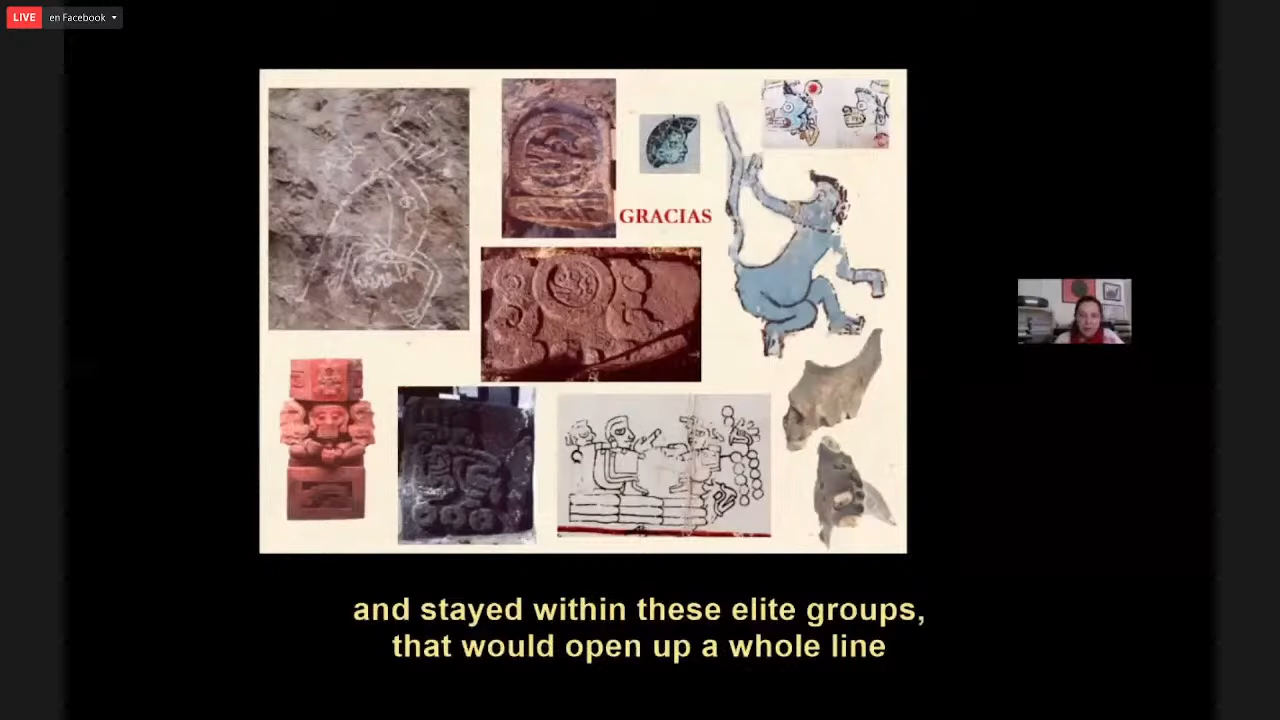 LIVE en Facebook
GRACIAS
and stayed within these elite groups,
that would open up a whole line